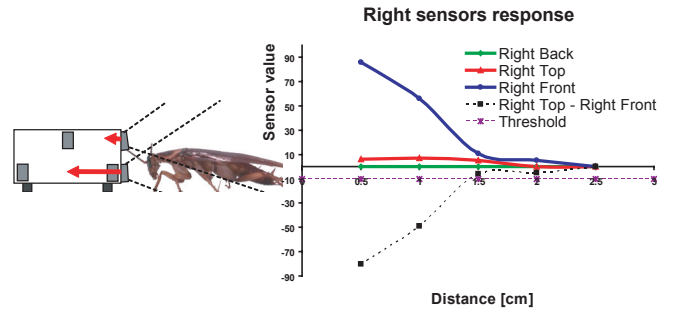 Right sensors response
Sensor value
90
70
50
30
10
-10
-30
-50
-70
-90
Right Back
Right Top
Right Front
Right Top - Right Front
Threshold
0 0.5 1 1.5 2 2.5 3
Distance [cm]